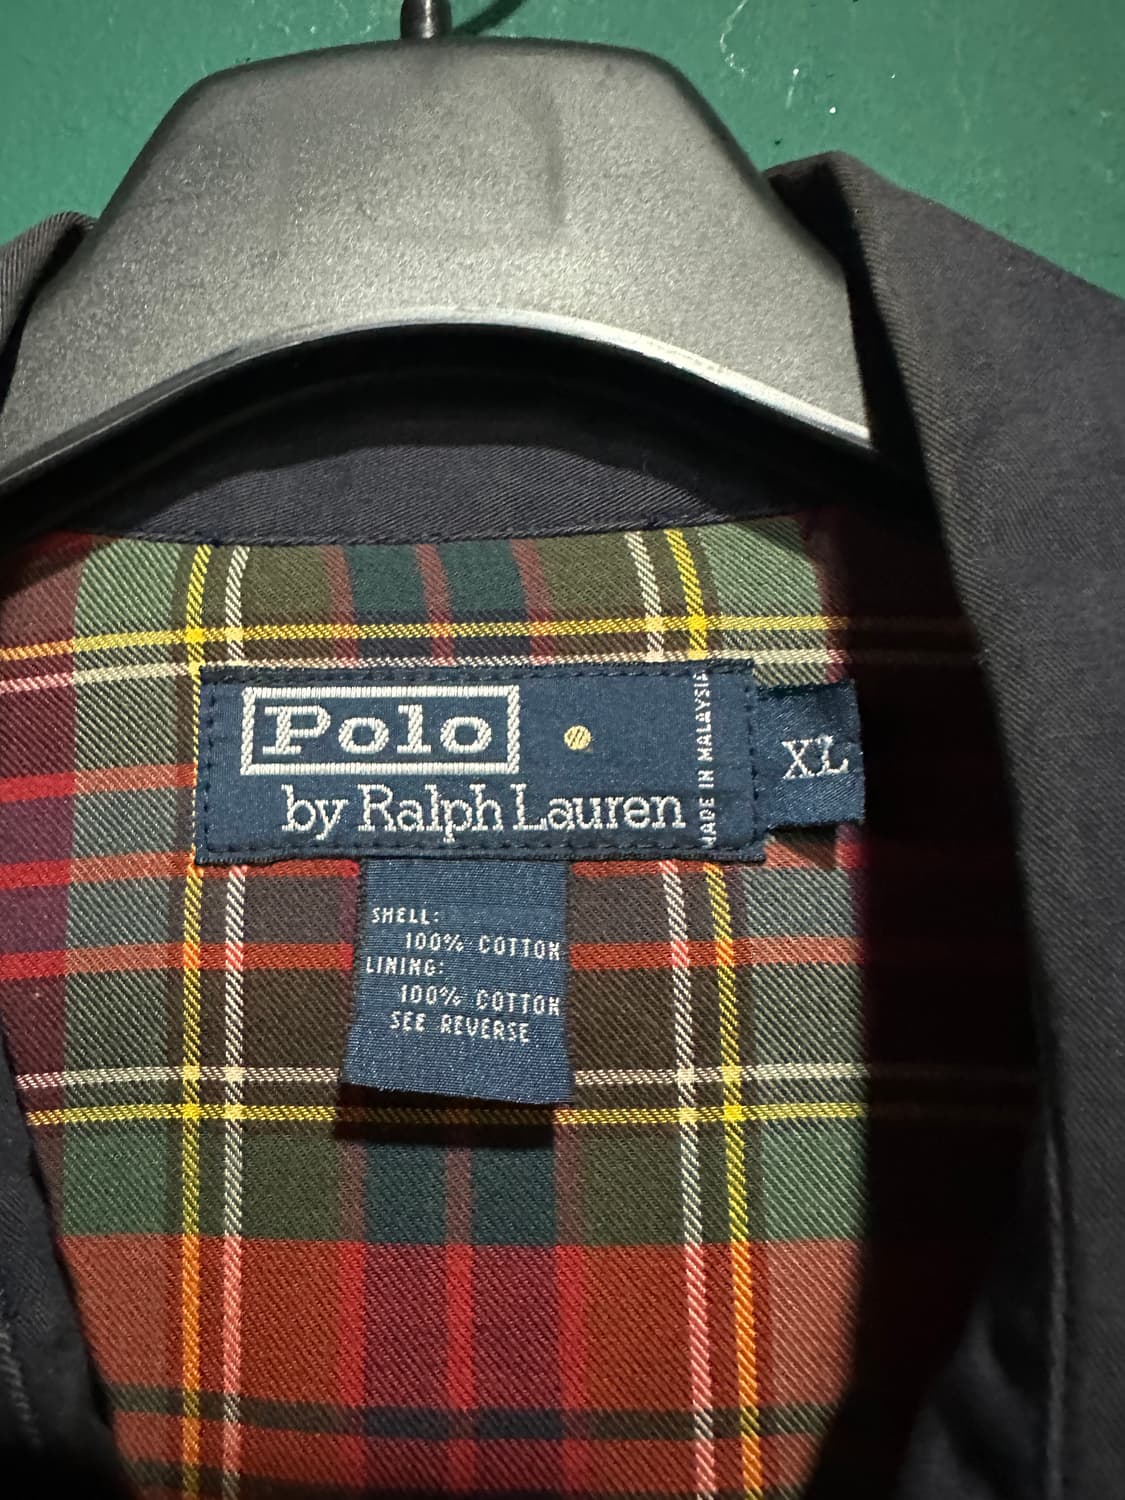 Polo
by Ralph Lauren
MADE IN MALAYSIA
XL
SHELL:
100% COTTON
LINING:
100% COTTON
SEE REVERSE